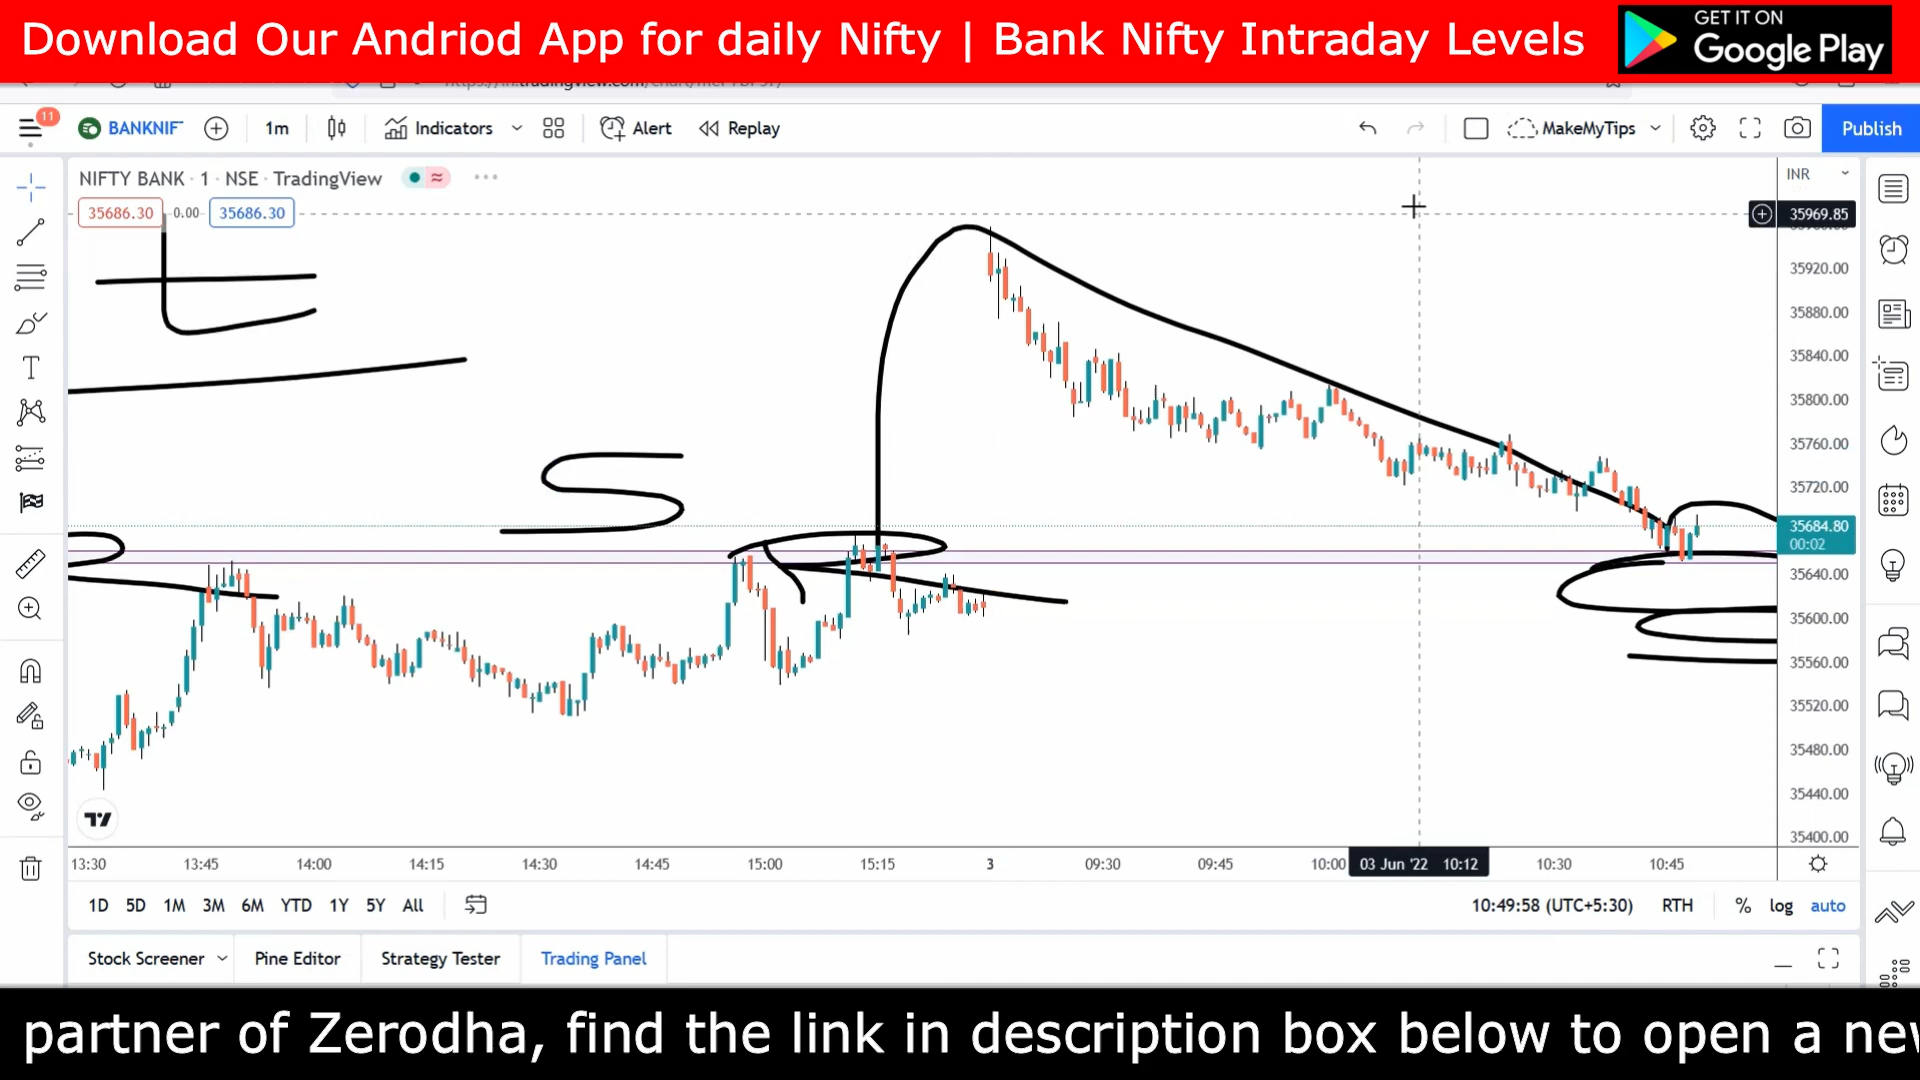 Download Our Andriod App for daily Nifty | Bank Nifty Intraday Levels
GET IT ON
Google Play
11
BANKNIF
1m
Indicators
Alert
Replay
MakeMyTips
Publish
NIFTY BANK · 1 · NSE · TradingView
INR
35686.30
0.00
35686.30
35969.85
35920.00
35880.00
35840.00
35800.00
35760.00
35720.00
35684.80
00:02
35640.00
35600.00
35560.00
35520.00
35480.00
35440.00
35400.00
S
13:30
13:45
14:00
14:15
14:30
14:45
15:00
15:15
3
09:30
09:45
10:00
03 Jun '22 10:12
10:30
10:45
1D
5D
1M
3M
6M
YTD
1Y
5Y
All
10:49:58 (UTC+5:30)
RTH
%
log
auto
Stock Screener
Pine Editor
Strategy Tester
Trading Panel
partner of Zerodha, find the link in description box below to open a new